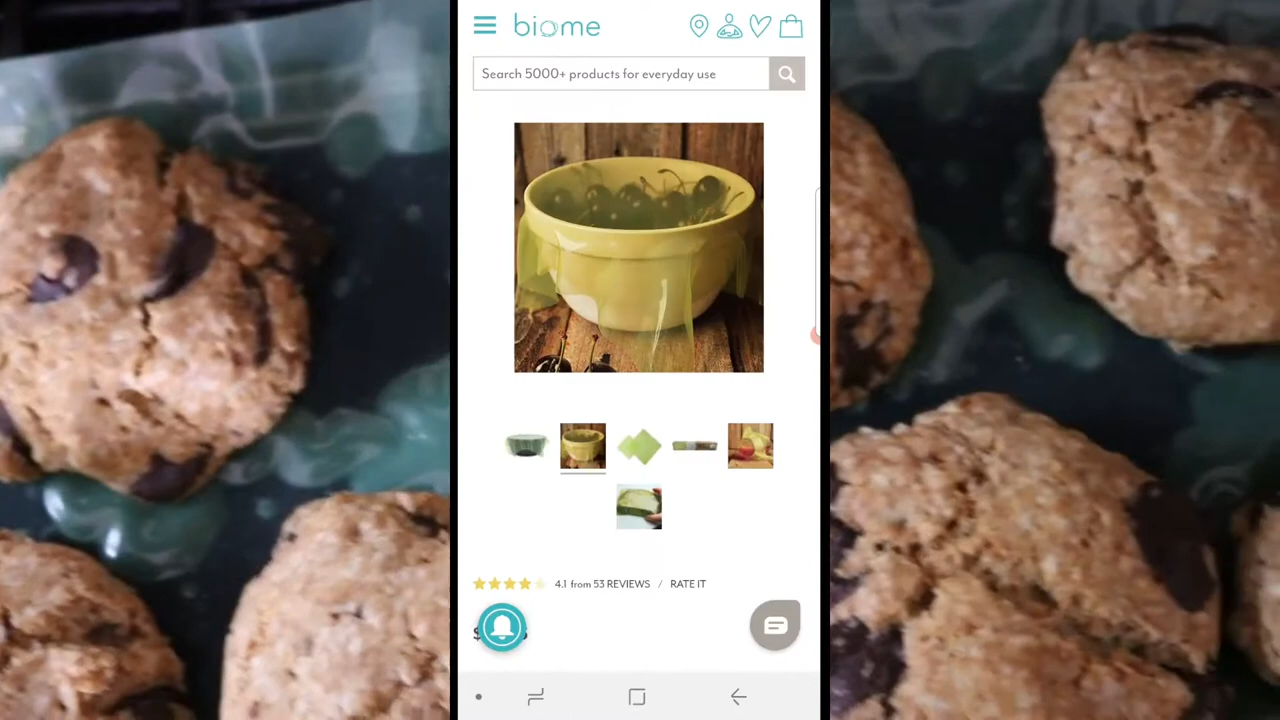 biome
Search 5000+ products for everyday use
4.1 from 53 REVIEWS / RATE IT